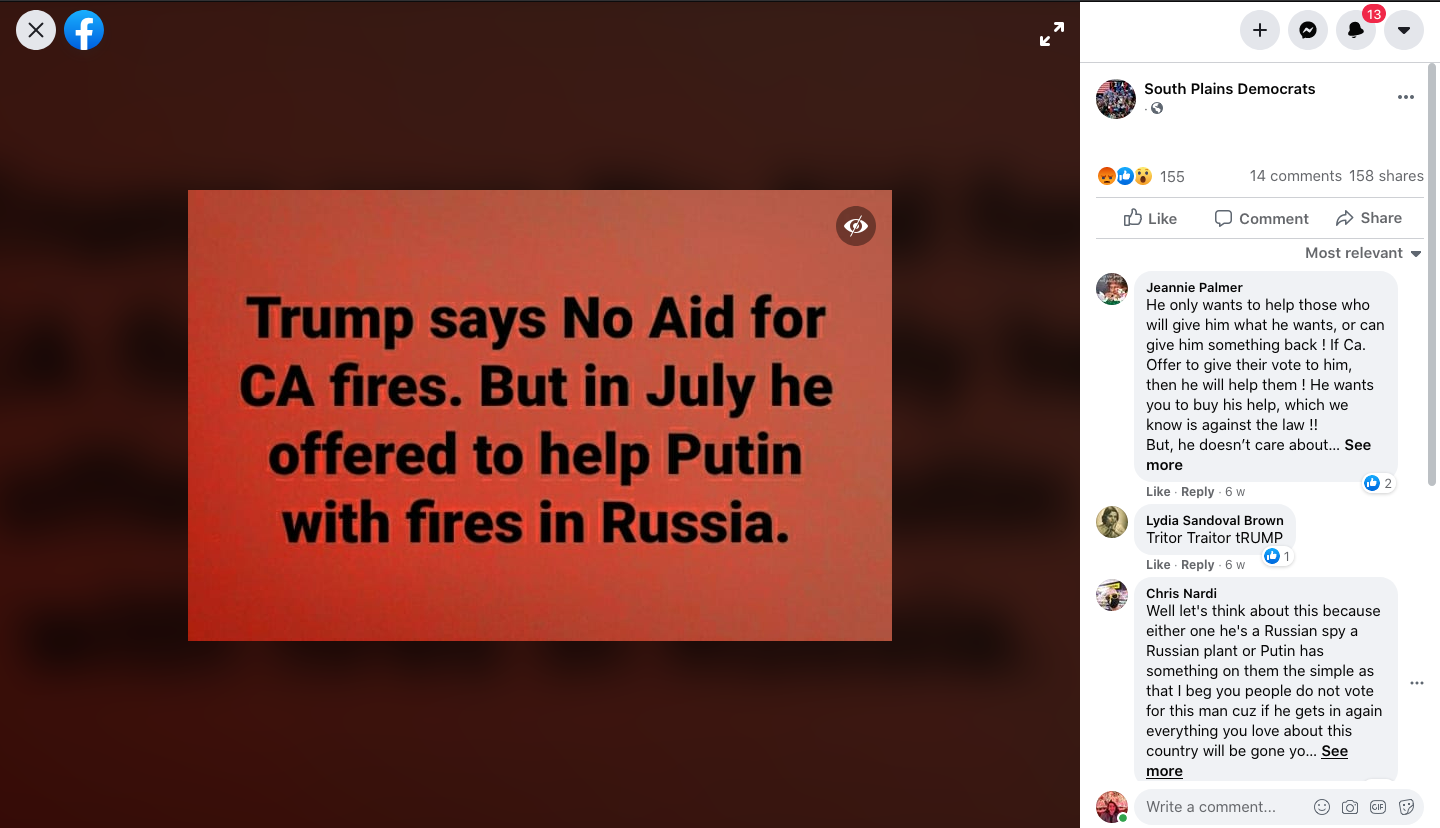 13
South Plains Democrats
155
14 comments 158 shares
Like Comment Share
Most relevant
Trump says No Aid for
CA fires. But in July he
offered to help Putin
with fires in Russia.
Jeannie Palmer
He only wants to help those who
will give him what he wants, or can
give him something back ! If Ca.
Offer to give their vote to him,
then he will help them ! He wants
you to buy his help, which we
know is against the law !!
But, he doesn’t care about... See
more
2
Like · Reply · 6 w
Lydia Sandoval Brown
Tritor Traitor tRUMP
1
Like · Reply · 6 w
Chris Nardi
Well let's think about this because
either one he's a Russian spy a
Russian plant or Putin has
something on them the simple as
that I beg you people do not vote
for this man cuz if he gets in again
everything you love about this
country will be gone yo... See
more
Write a comment...
GIF